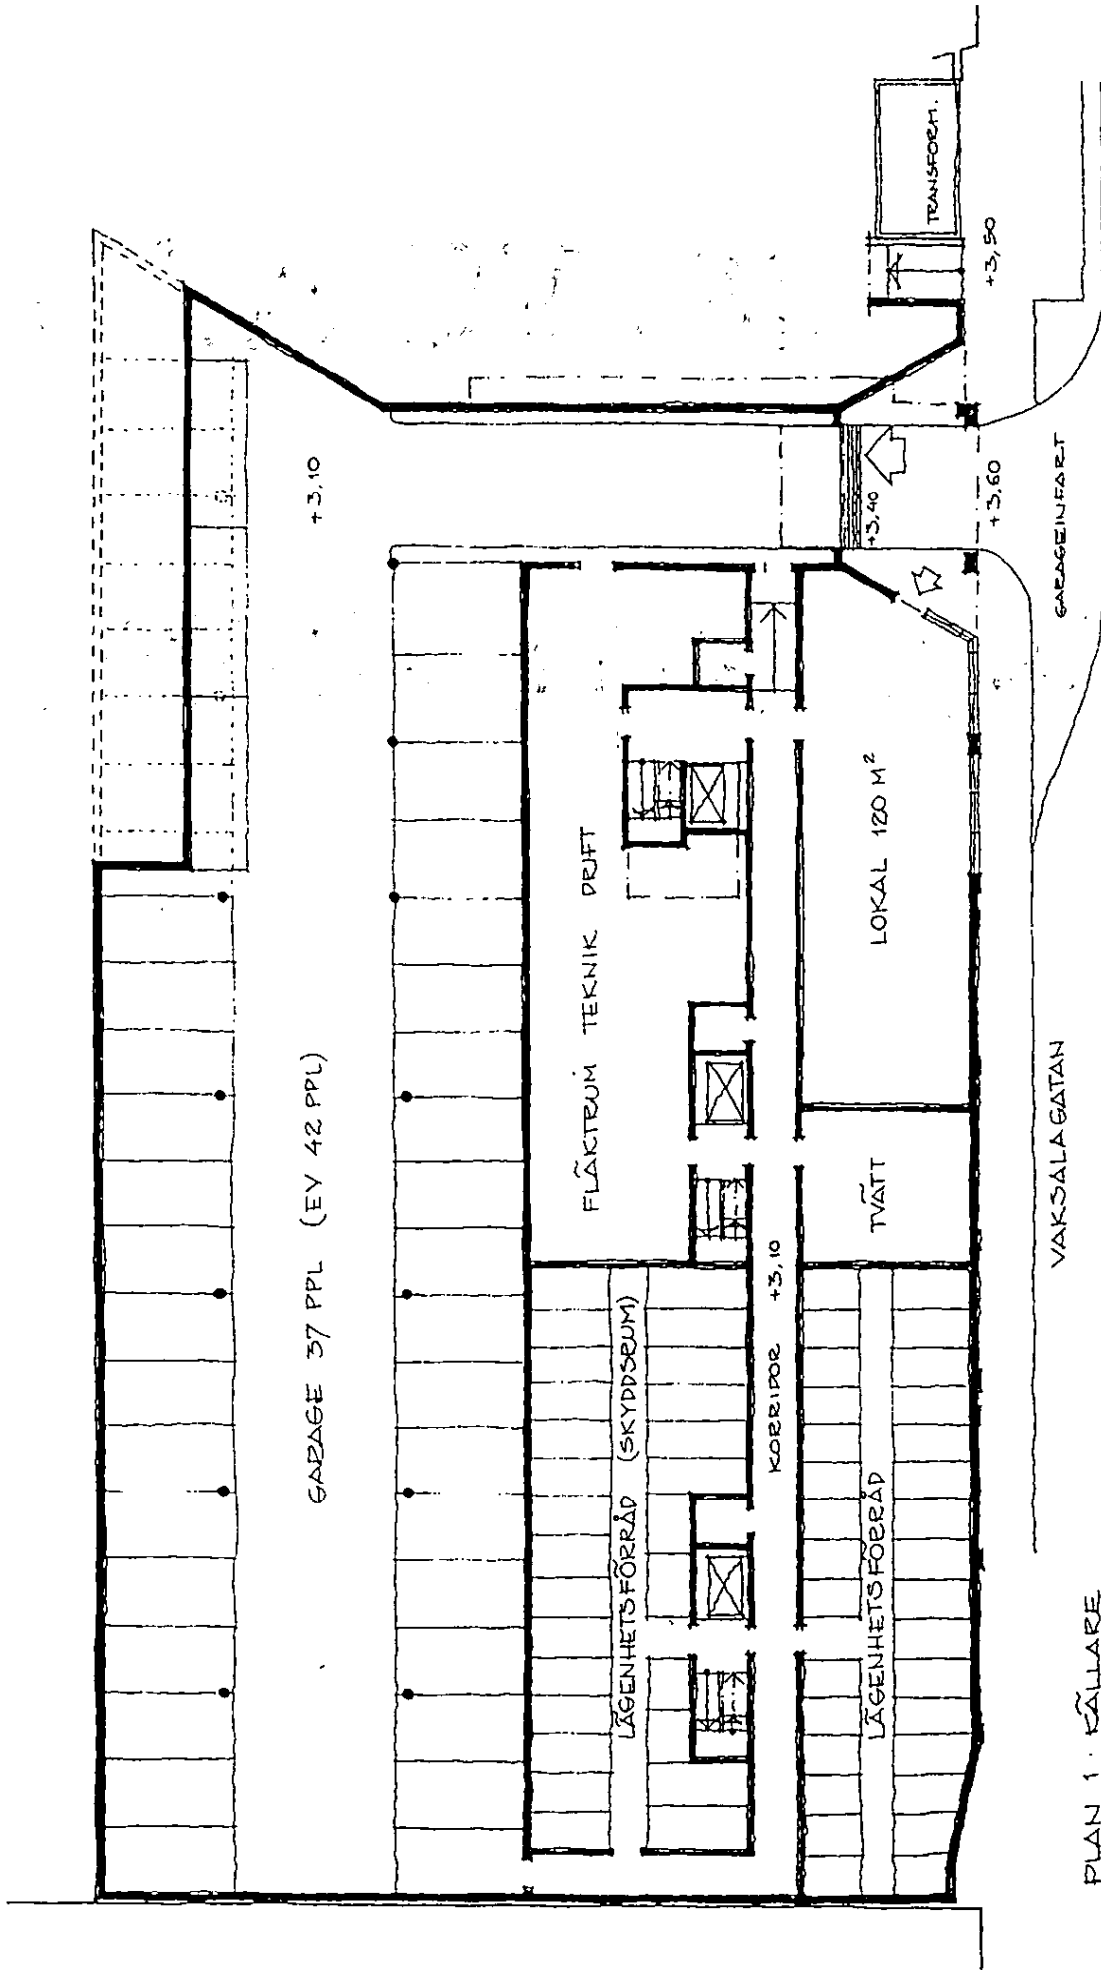 GARAGE 37 PPL (EV 42 PPL)
+3,10
FLÄKTRUM TEKNIK DRIFT
LÄGENHETSFÖRRÅD (SKYDDSRUM)
KORRIDOR +3,10
LÄGENHETSFÖRRÅD
TVÄTT
LOKAL 120 M²
+3,40
TRANSFORM.
+3,60
+3,50
VAKSALAGATAN
GARAGEINFART
PLAN 1 · KÄLLARE